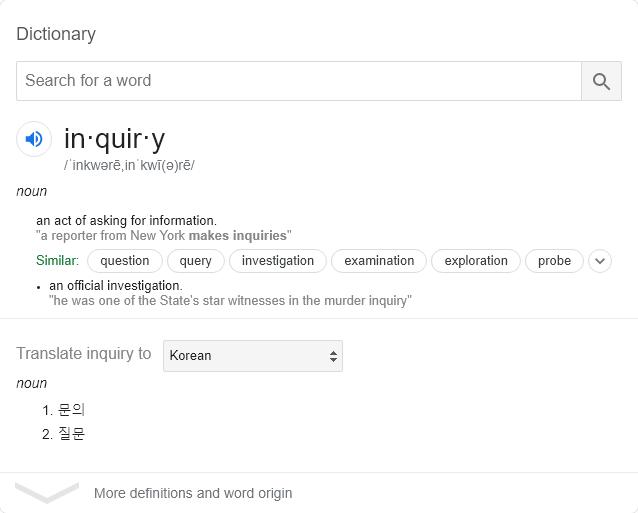 Dictionary
Search for a word
in·quir·y
/ˈinkwərē,inˈkwī(ə)rē/
noun
an act of asking for information.
"a reporter from New York makes inquiries"
Similar: question query investigation examination exploration probe
• an official investigation.
"he was one of the State's star witnesses in the murder inquiry"
Translate inquiry to Korean
noun
1. 문의
2. 질문
More definitions and word origin